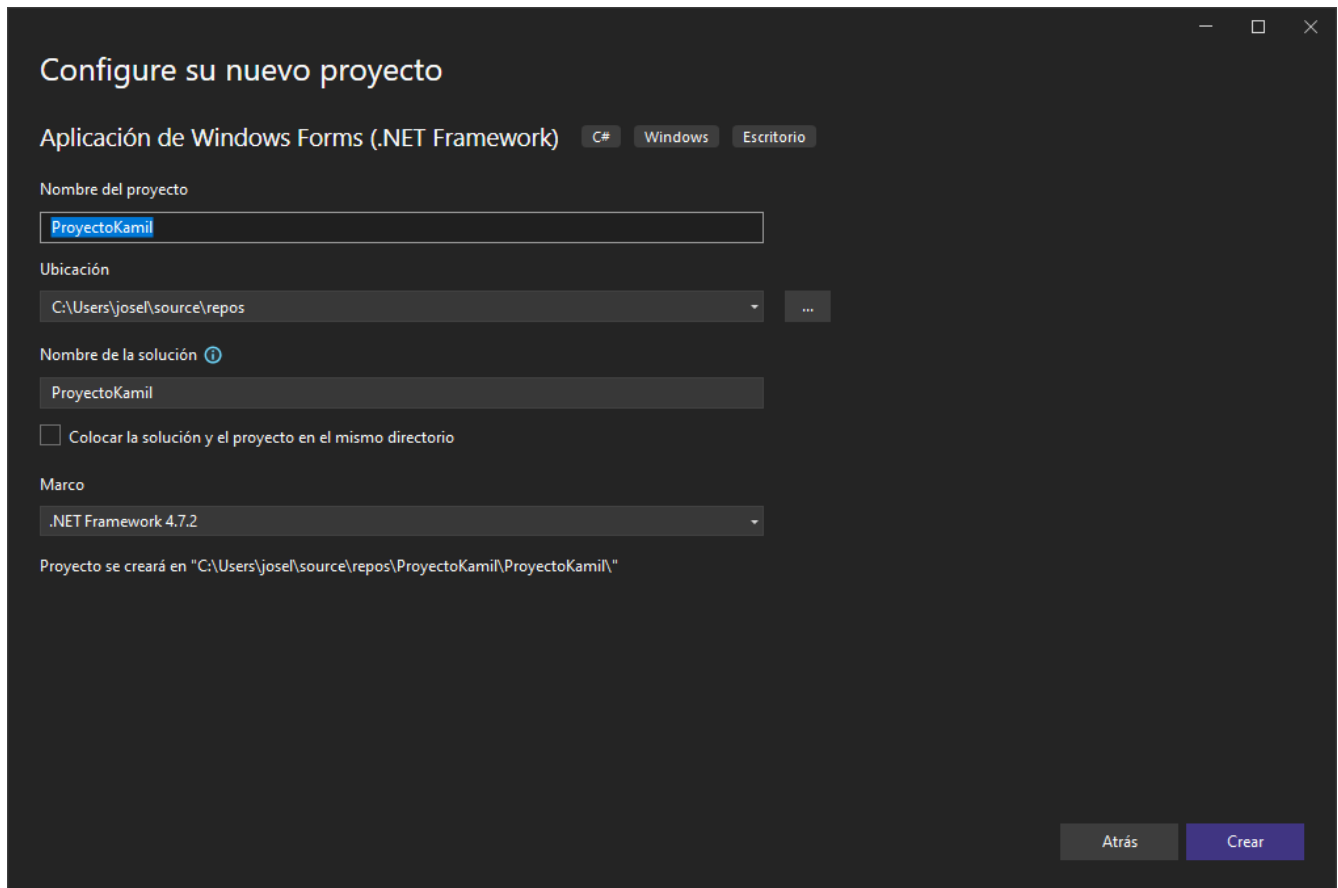 Configure su nuevo proyecto
Aplicación de Windows Forms (.NET Framework) C# Windows Escritorio
Nombre del proyecto
ProyectoKamil
Ubicación
C:\Users\josel\source\repos
...
Nombre de la solución
ProyectoKamil
Colocar la solución y el proyecto en el mismo directorio
Marco
.NET Framework 4.7.2
Proyecto se creará en "C:\Users\josel\source\repos\ProyectoKamil\ProyectoKamil\"
Atrás Crear